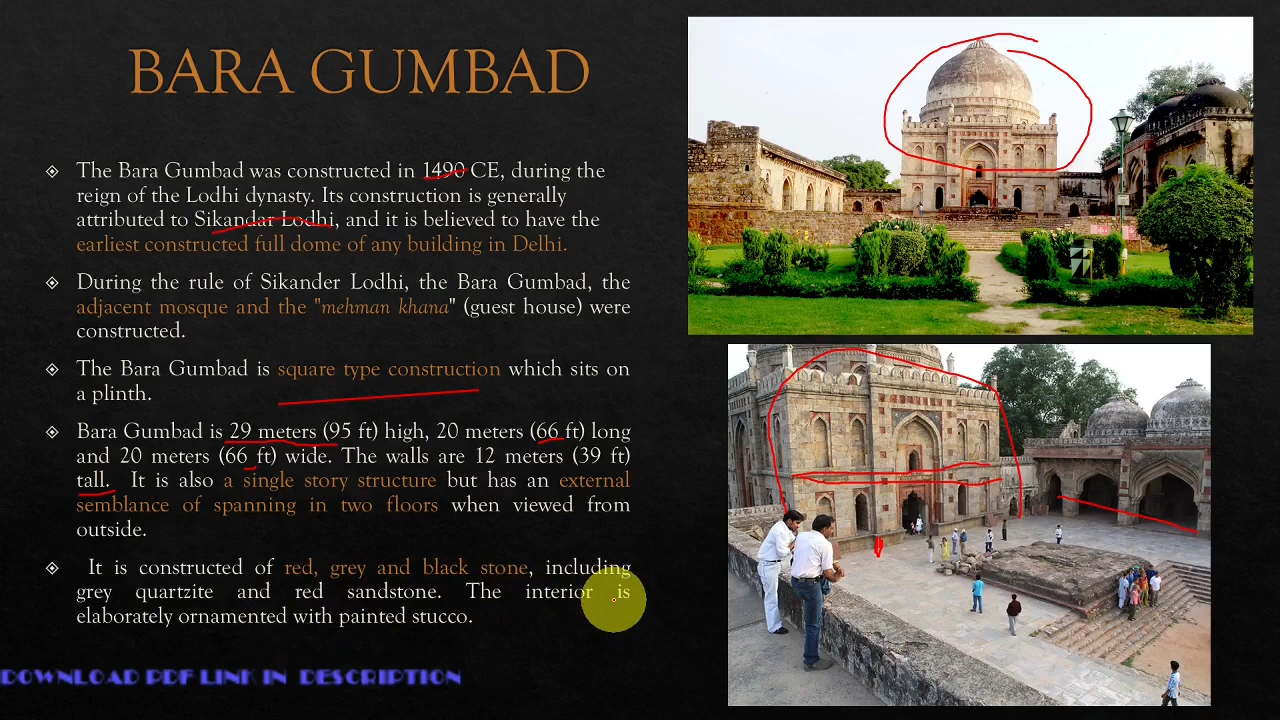 BARA GUMBAD
The Bara Gumbad was constructed in 1490 CE, during the
reign of the Lodhi dynasty. Its construction is generally
attributed to Sikandar Lodhi, and it is believed to have the
earliest constructed full dome of any building in Delhi.
During the rule of Sikander Lodhi, the Bara Gumbad, the
adjacent mosque and the "mehman khana" (guest house) were
constructed.
The Bara Gumbad is square type construction which sits on
a plinth.
Bara Gumbad is 29 meters (95 ft) high, 20 meters (66 ft) long
and 20 meters (66 ft) wide. The walls are 12 meters (39 ft)
tall. It is also a single story structure but has an external
semblance of spanning in two floors when viewed from
outside.
It is constructed of red, grey and black stone, including
grey quartzite and red sandstone. The interior is
elaborately ornamented with painted stucco.
DOWNLOAD PDF LINK IN DESCRIPTION